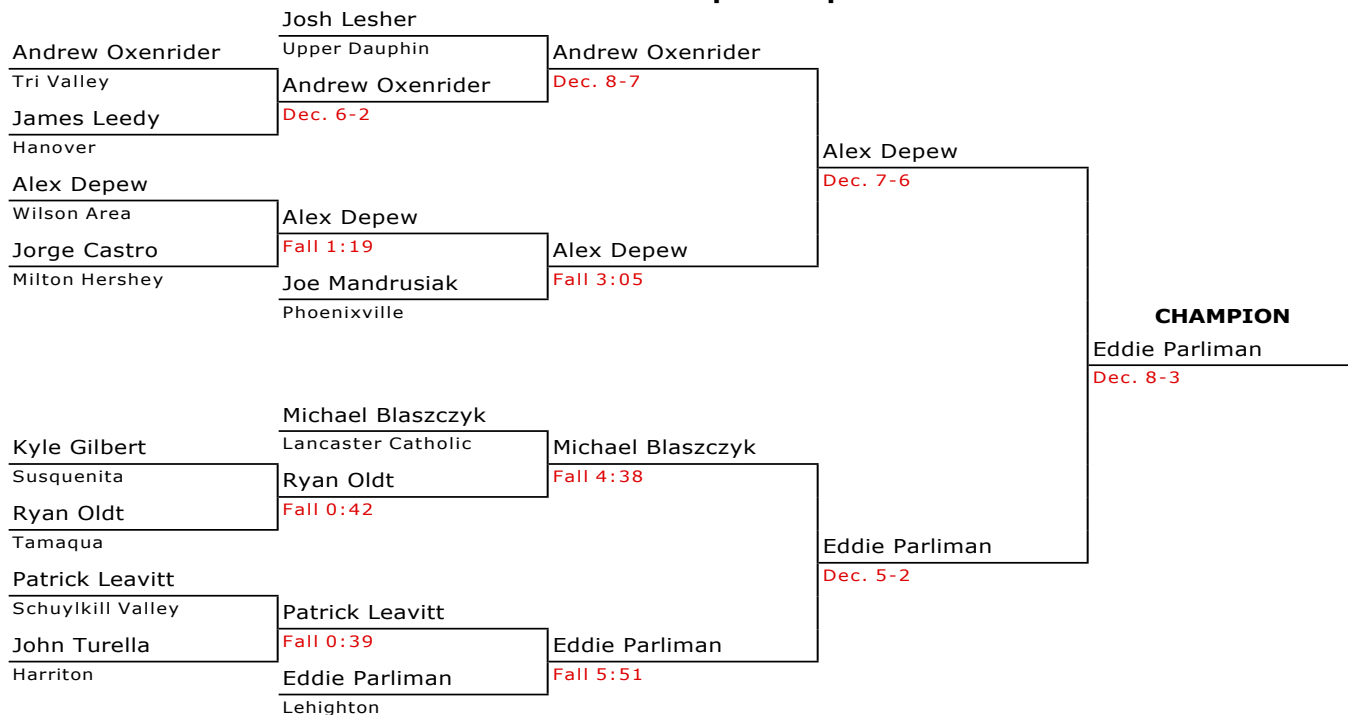 Andrew Oxenrider
Tri Valley
James Leedy
Hanover
Alex Depew
Wilson Area
Jorge Castro
Milton Hershey
Kyle Gilbert
Susquenita
Ryan Oldt
Tamaqua
Patrick Leavitt
Schuylkill Valley
John Turella
Harriton
Josh Lesher
Upper Dauphin
Andrew Oxenrider
Dec. 6-2
Alex Depew
Fall 1:19
Joe Mandrusiak
Phoenixville
Michael Blaszczyk
Lancaster Catholic
Ryan Oldt
Fall 0:42
Patrick Leavitt
Fall 0:39
Eddie Parliman
Lehighton
Andrew Oxenrider
Dec. 8-7
Alex Depew
Fall 3:05
Michael Blaszczyk
Fall 4:38
Eddie Parliman
Fall 5:51
Alex Depew
Dec. 7-6
Eddie Parliman
Dec. 5-2
CHAMPION
Eddie Parliman
Dec. 8-3